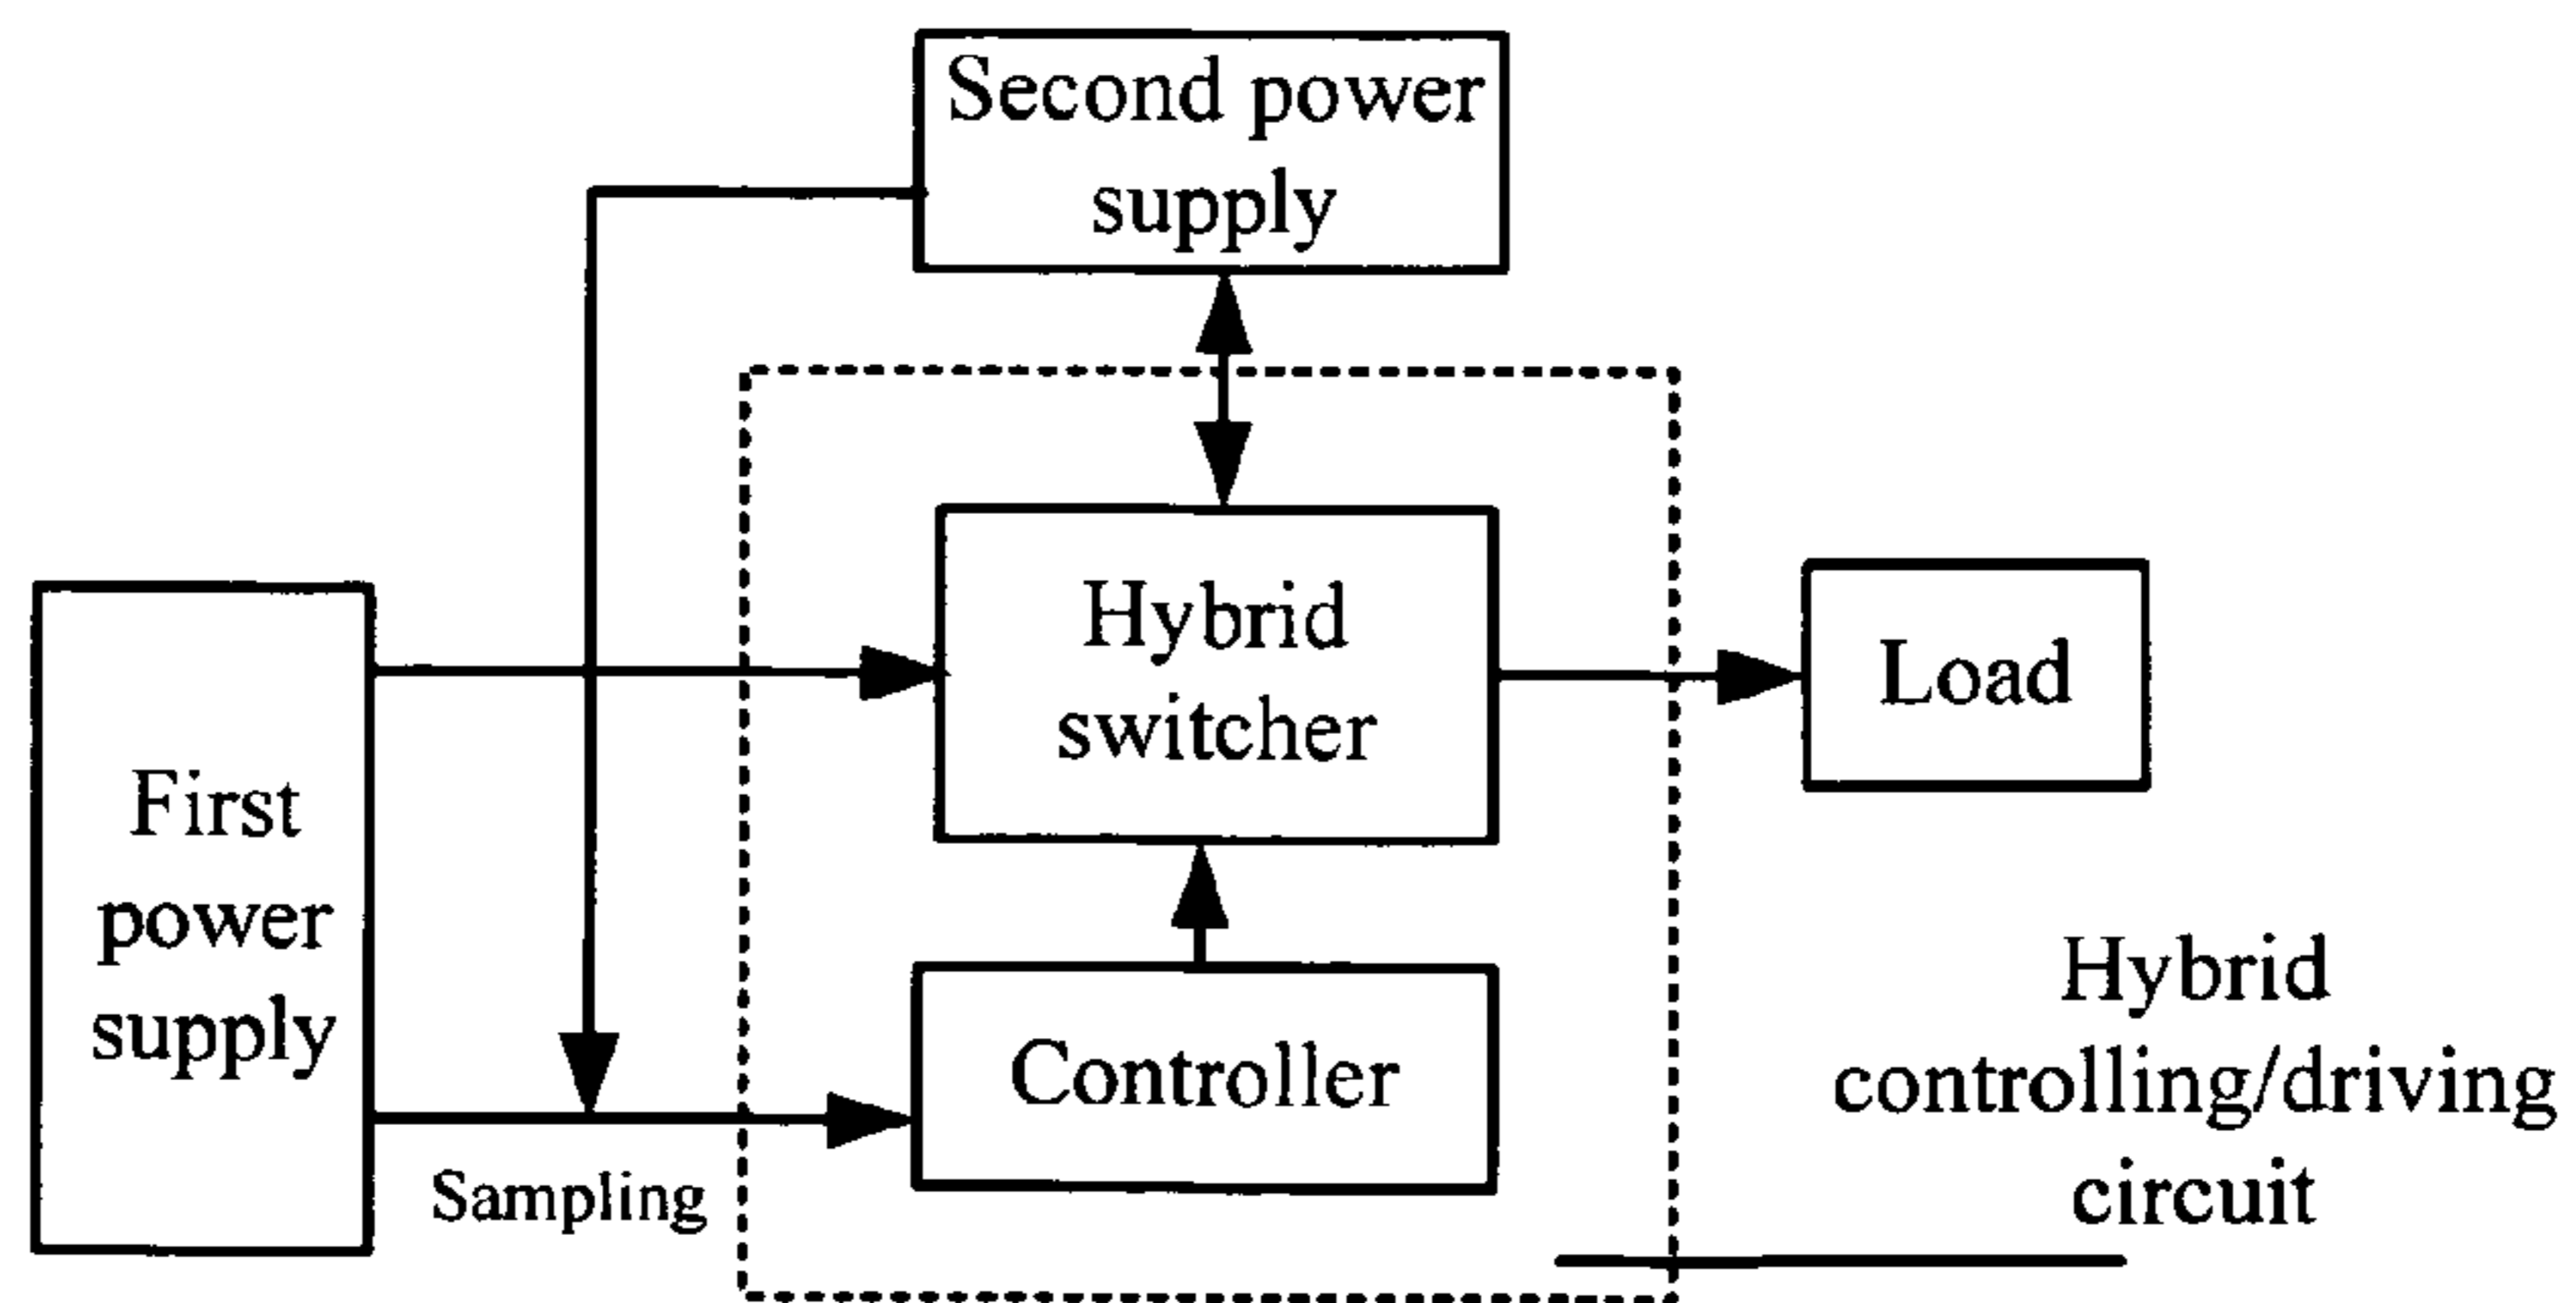 Second power
supply
Hybrid
switcher
Load
First
power
supply
Controller
Sampling
Hybrid
controlling/driving
circuit